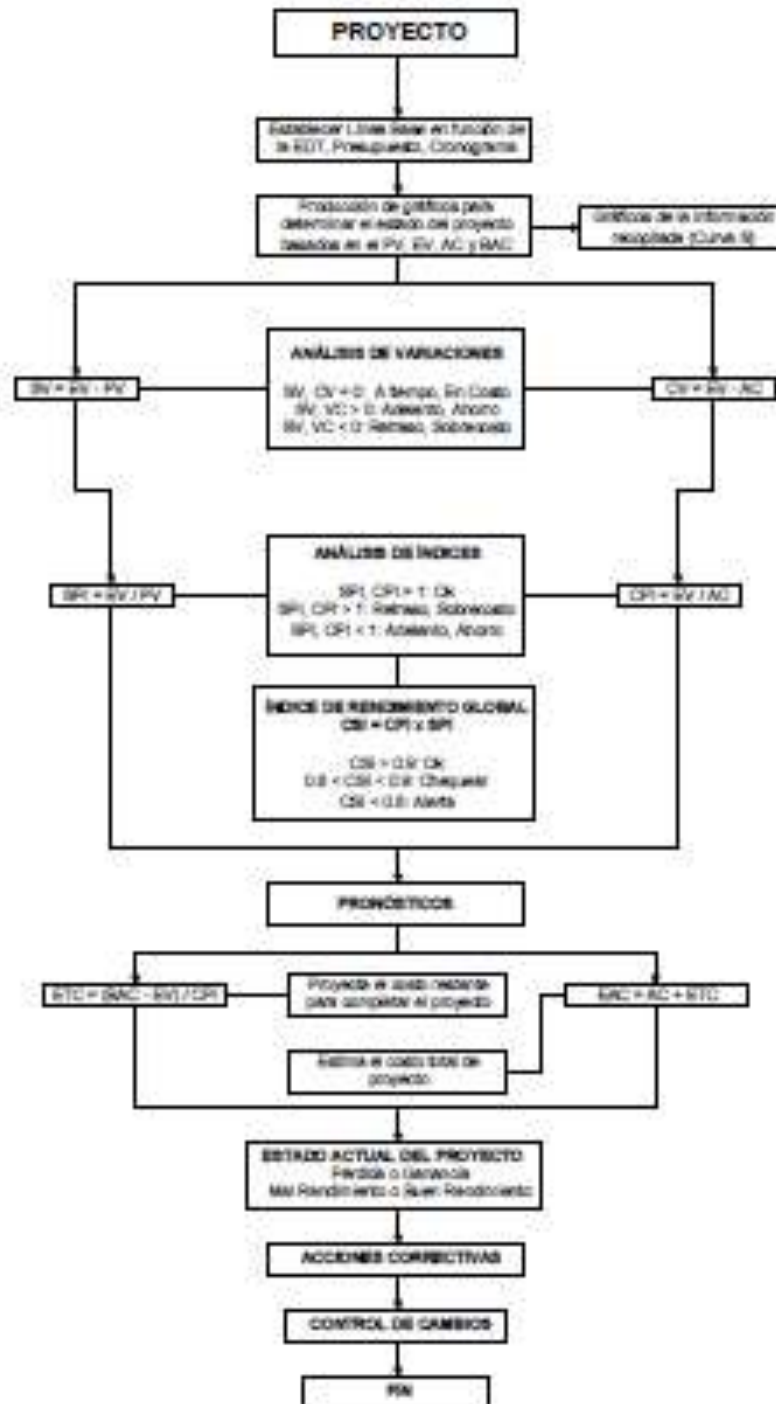 PROYECTO
Establecer Línea Base en función de
la EDT, Presupuesto, Cronograma
Producción de gráficos para
determinar el estado del proyecto
basados en el PV, EV, AC y BAC
Gráficos de la información
recopilada (Curva S)
ANÁLISIS DE VARIACIONES
SV, CV = 0: A tiempo, En Costo
SV, VC > 0: Adelanto, Ahorro
SV, VC < 0: Retraso, Sobrecosto
SV = EV - PV
CV = EV - AC
ANÁLISIS DE ÍNDICES
SPI, CPI = 1: Ok
SPI, CPI > 1: Retraso, Sobrecosto
SPI, CPI < 1: Adelanto, Ahorro
SPI = EV / PV
CPI = EV / AC
ÍNDICE DE RENDIMIENTO GLOBAL
CSI = CPI x SPI
CSI > 0.9: Ok
0.8 < CSI < 0.9: Chequear
CSI < 0.8: Alerta
PRONÓSTICOS
ETC = (BAC - EV) / CPI
Proyecta el costo restante
para completar el proyecto
EAC = AC + ETC
Estima el costo total de
proyecto
ESTADO ACTUAL DEL PROYECTO
Pérdida o Ganancia
Mal Rendimiento o Buen Rendimiento
ACCIONES CORRECTIVAS
CONTROL DE CAMBIOS
FIN